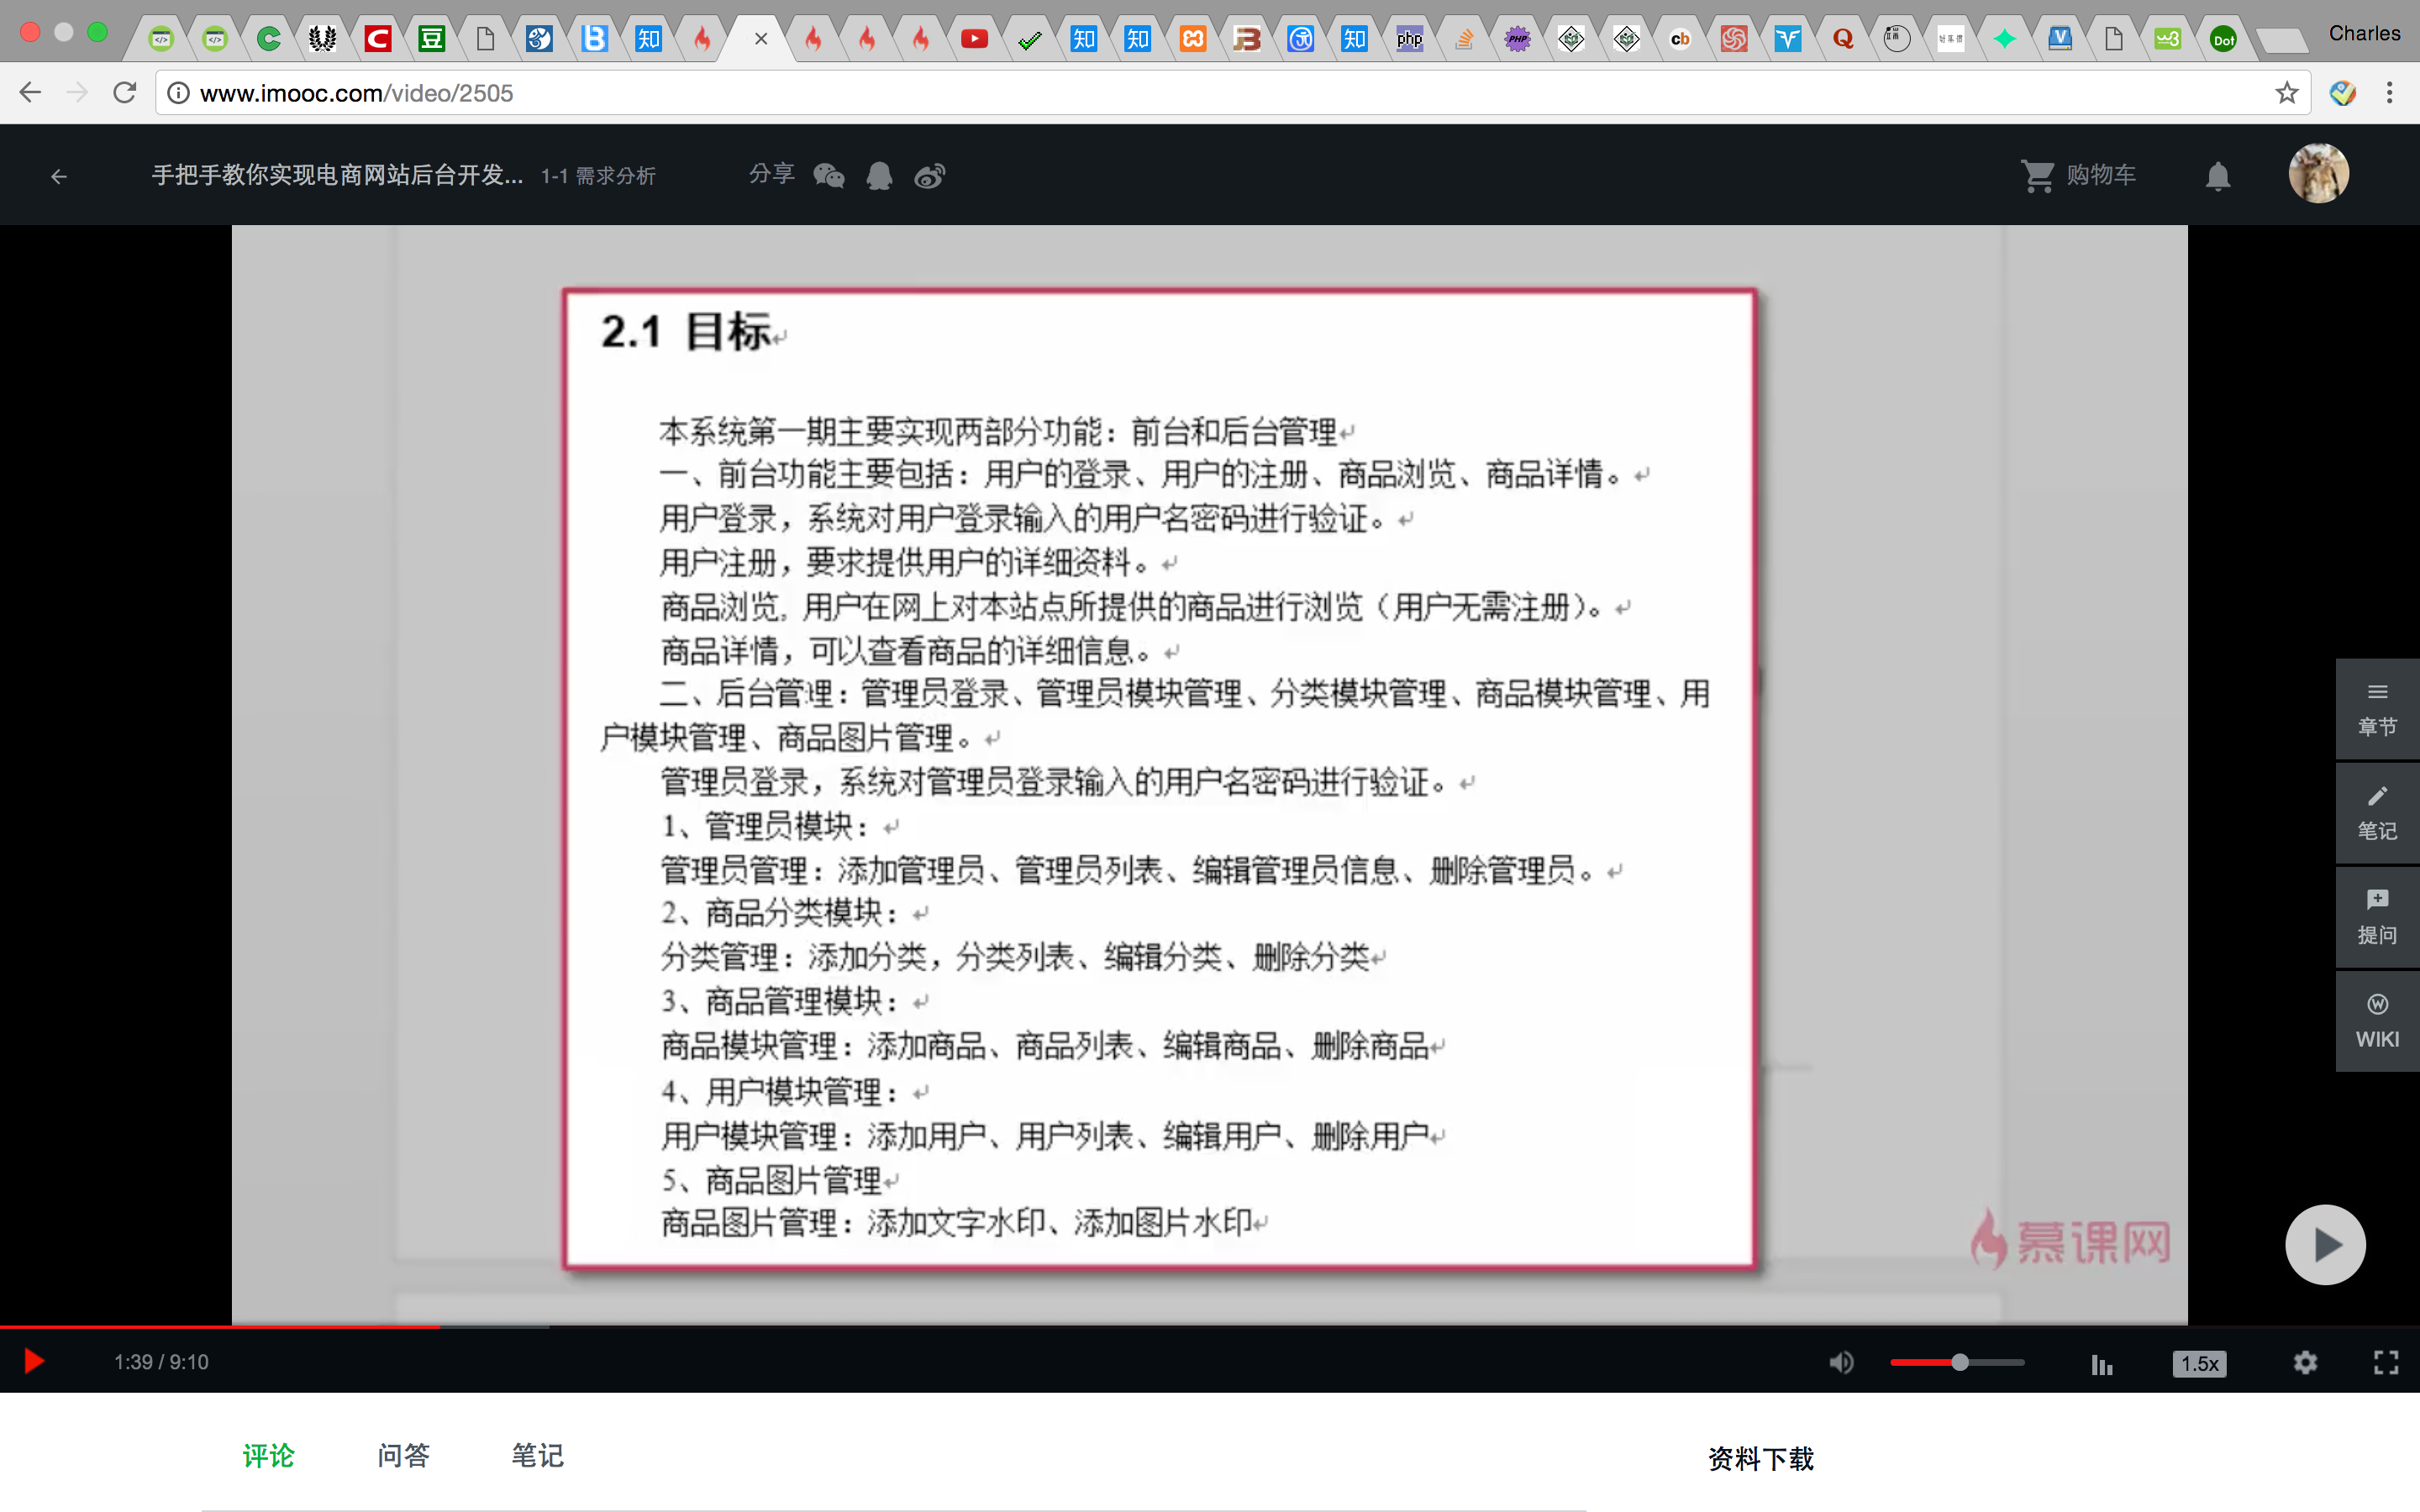 Charles
www.imooc.com/video/2505
手把手教你实现电商网站后台开发... 1-1 需求分析 分享 购物车
2.1 目标
本系统第一期主要实现两部分功能：前台和后台管理
一、前台功能主要包括：用户的登录、用户的注册、商品浏览、商品详情。
用户登录，系统对用户登录输入的用户名密码进行验证。
用户注册，要求提供用户的详细资料。
商品浏览，用户在网上对本站点所提供的商品进行浏览（用户无需注册）。
商品详情，可以查看商品的详细信息。
二、后台管理：管理员登录、管理员模块管理、分类模块管理、商品模块管理、用
户模块管理、商品图片管理。
管理员登录，系统对管理员登录输入的用户名密码进行验证。
1、管理员模块：
管理员管理：添加管理员、管理员列表、编辑管理员信息、删除管理员。
2、商品分类模块：
分类管理：添加分类，分类列表、编辑分类、删除分类
3、商品管理模块：
商品模块管理：添加商品、商品列表、编辑商品、删除商品
4、用户模块管理：
用户模块管理：添加用户、用户列表、编辑用户、删除用户
5、商品图片管理
商品图片管理：添加文字水印、添加图片水印
慕课网
章节
笔记
提问
WIKI
1:39 / 9:10
1.5x
评论 问答 笔记 资料下载